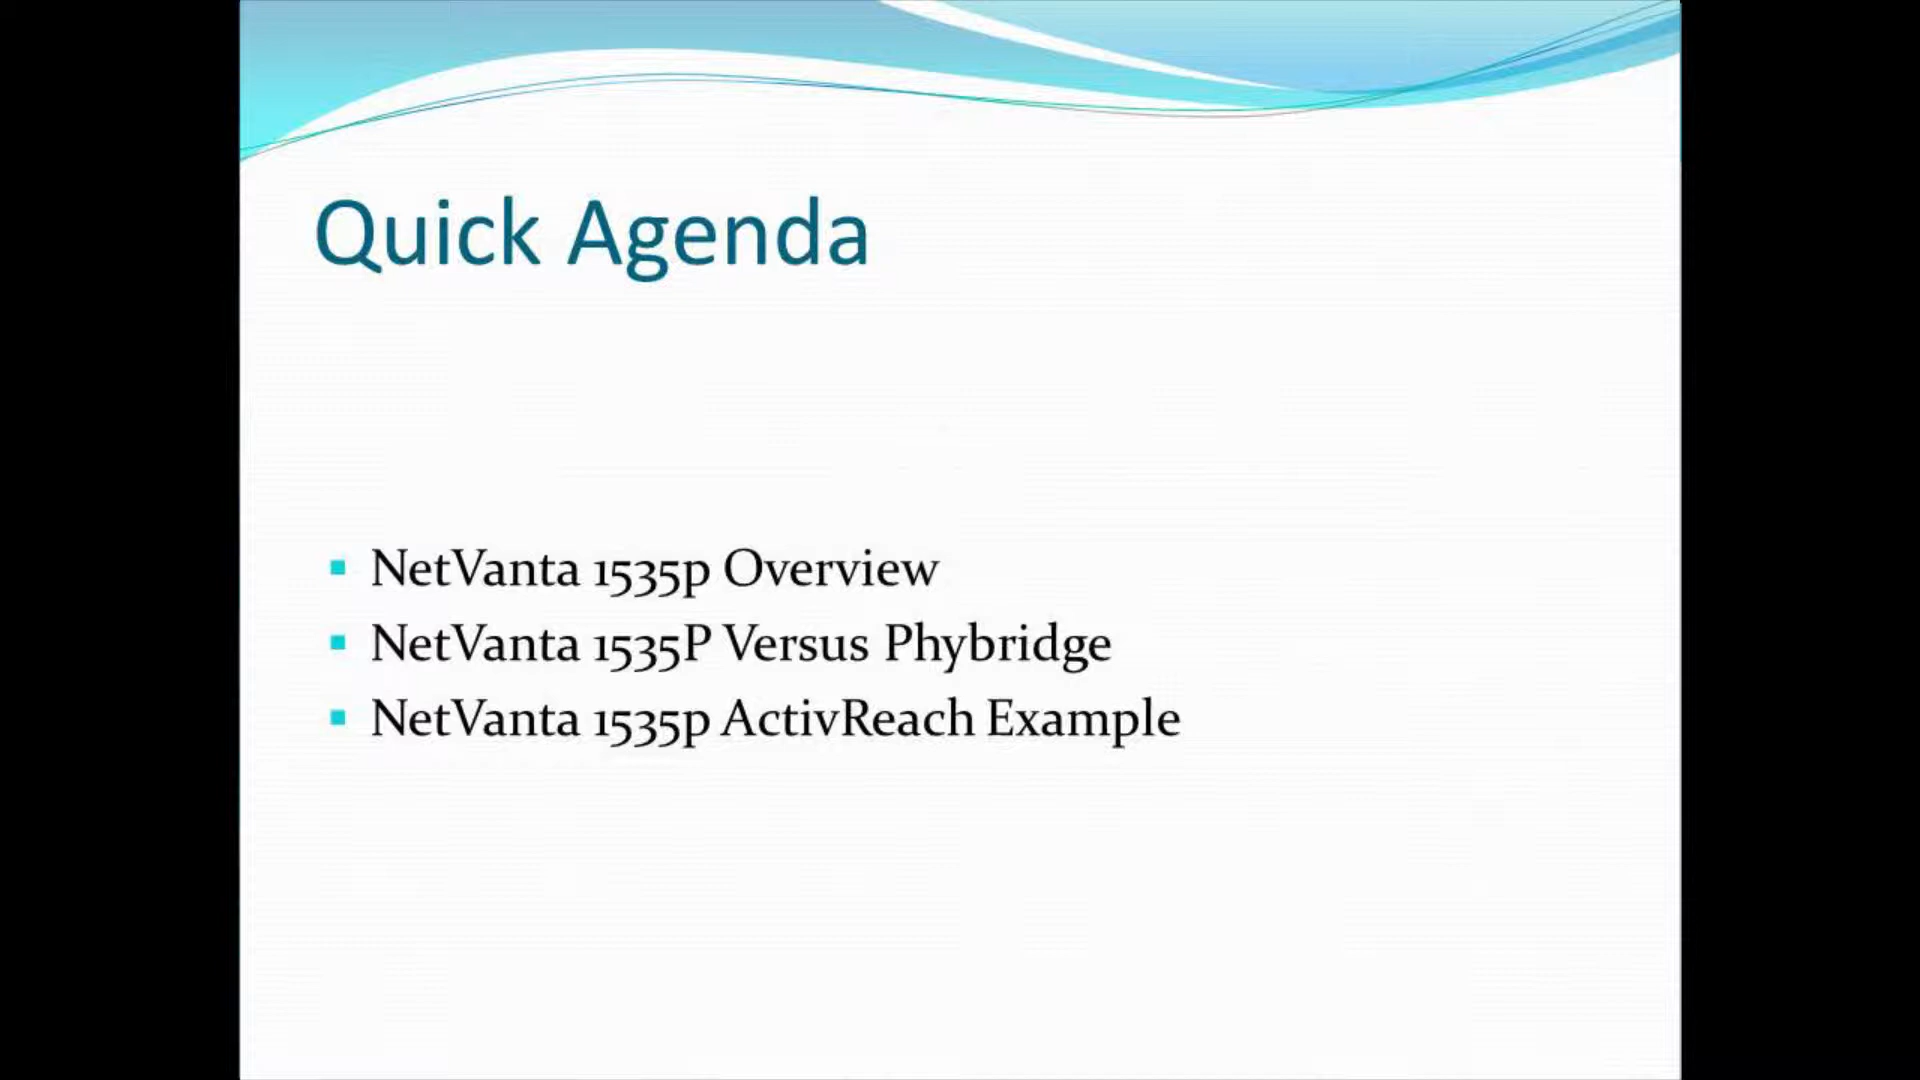 Quick Agenda
NetVanta 1535p Overview
NetVanta 1535P Versus Phybridge
NetVanta 1535p ActivReach Example